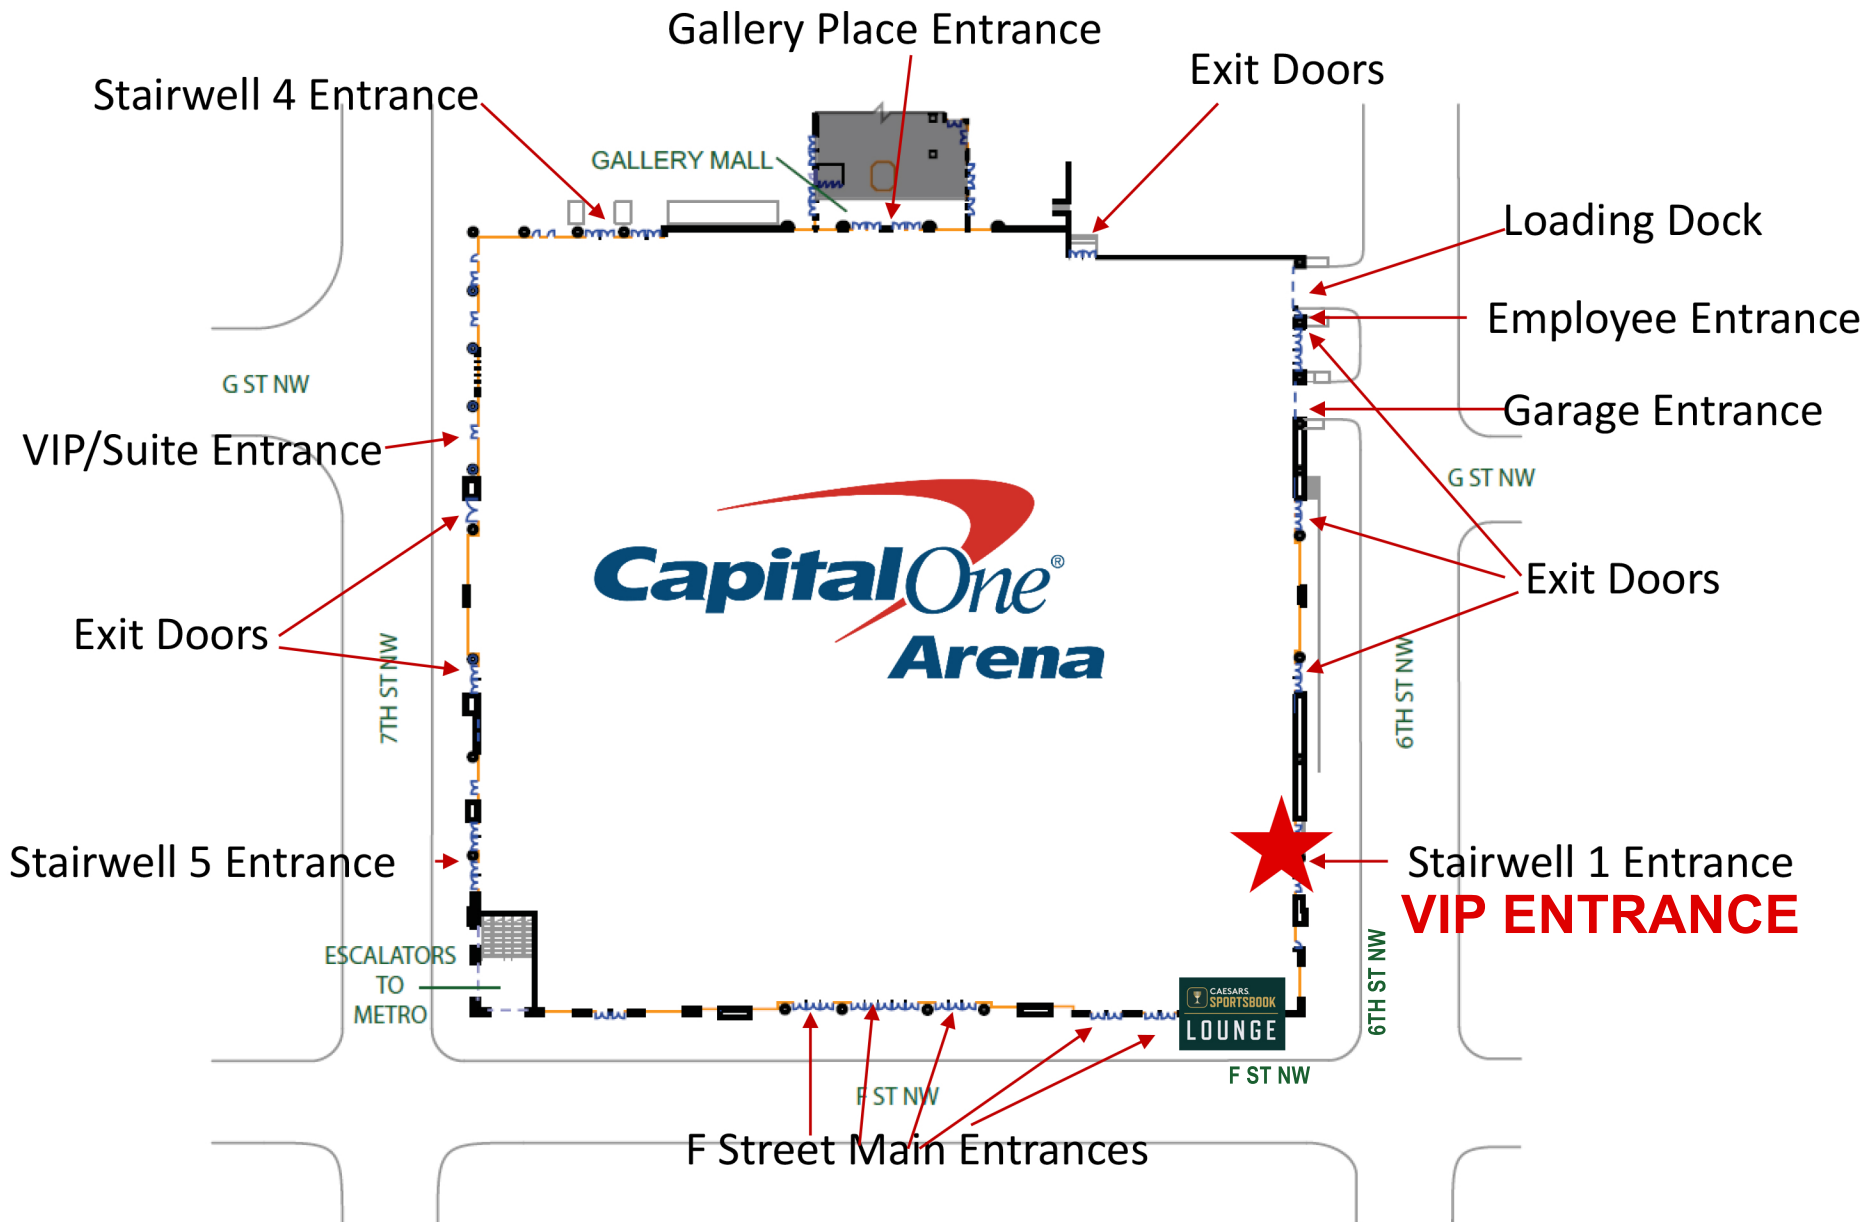 Gallery Place Entrance
Exit Doors
Stairwell 4 Entrance
GALLERY MALL
Loading Dock
Employee Entrance
G ST NW
Garage Entrance
VIP/Suite Entrance
G ST NW
CapitalOne®
Arena
Exit Doors
Exit Doors
7TH ST NW
6TH ST NW
Stairwell 5 Entrance
Stairwell 1 Entrance
VIP ENTRANCE
ESCALATORS
TO
METRO
6TH ST NW
CAESARS
SPORTSBOOK
LOUNGE
F ST NW
F ST NW
F Street Main Entrances